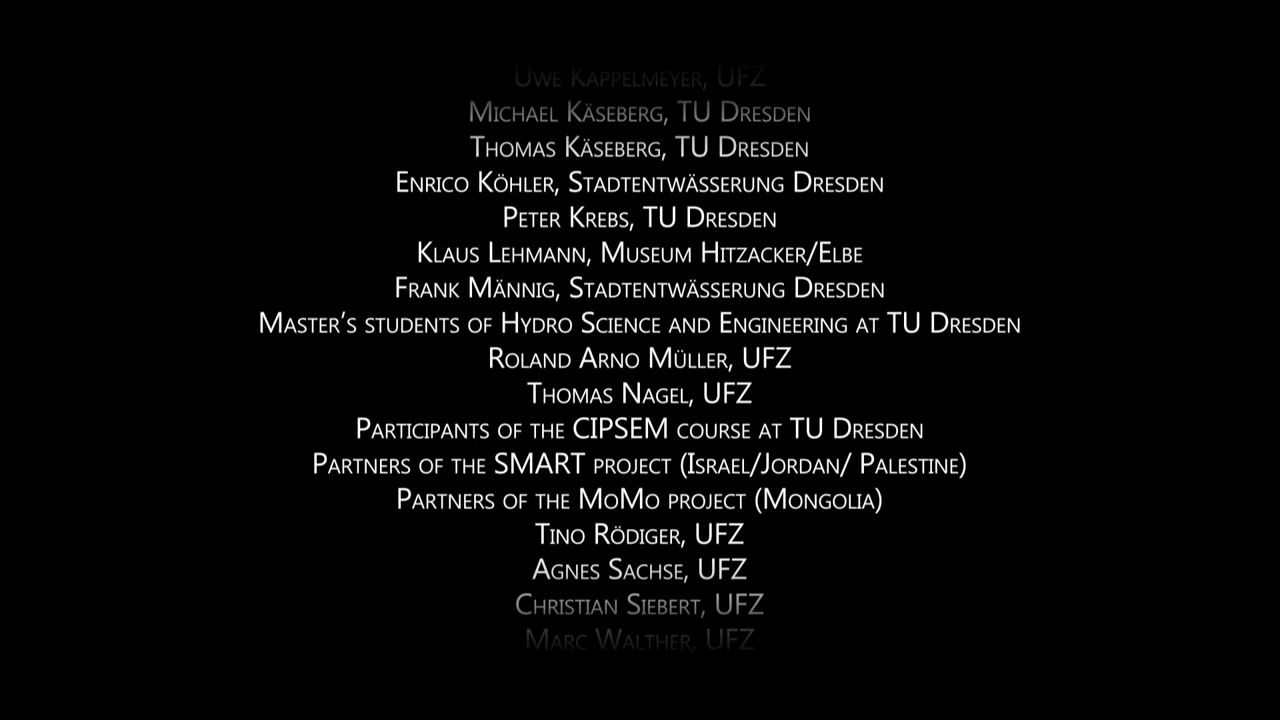 Uwe Kappelmeyer, UFZ
Michael Käseberg, TU Dresden
Thomas Käseberg, TU Dresden
Enrico Köhler, Stadtentwässerung Dresden
Peter Krebs, TU Dresden
Klaus Lehmann, Museum Hitzacker/Elbe
Frank Männig, Stadtentwässerung Dresden
Master's students of Hydro Science and Engineering at TU Dresden
Roland Arno Müller, UFZ
Thomas Nagel, UFZ
Participants of the CIPSEM course at TU Dresden
Partners of the SMART project (Israel/Jordan/ Palestine)
Partners of the MoMo project (Mongolia)
Tino Rödiger, UFZ
Agnes Sachse, UFZ
Christian Siebert, UFZ
Marc Walther, UFZ